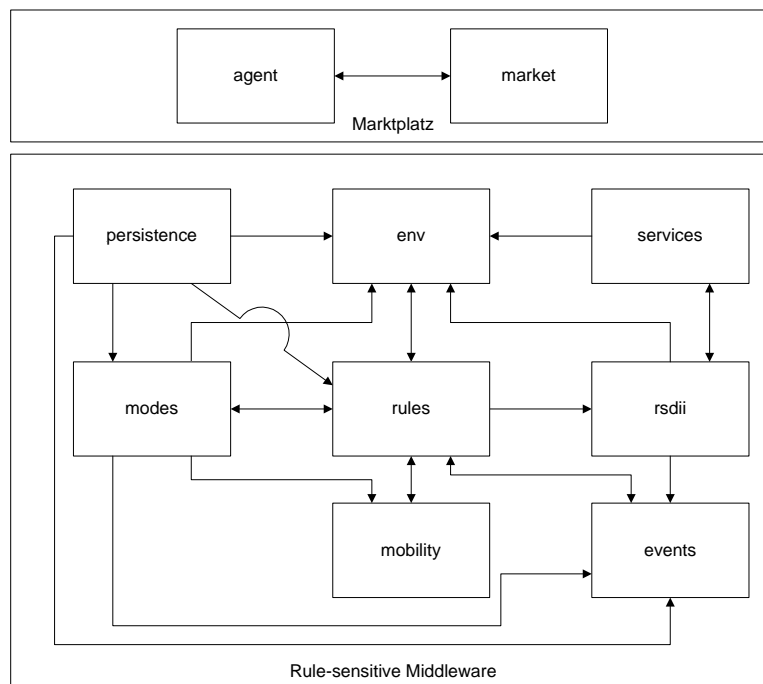 agent
market
Marktplatz
persistence
env
services
modes
rules
rsdii
mobility
events
Rule-sensitive Middleware